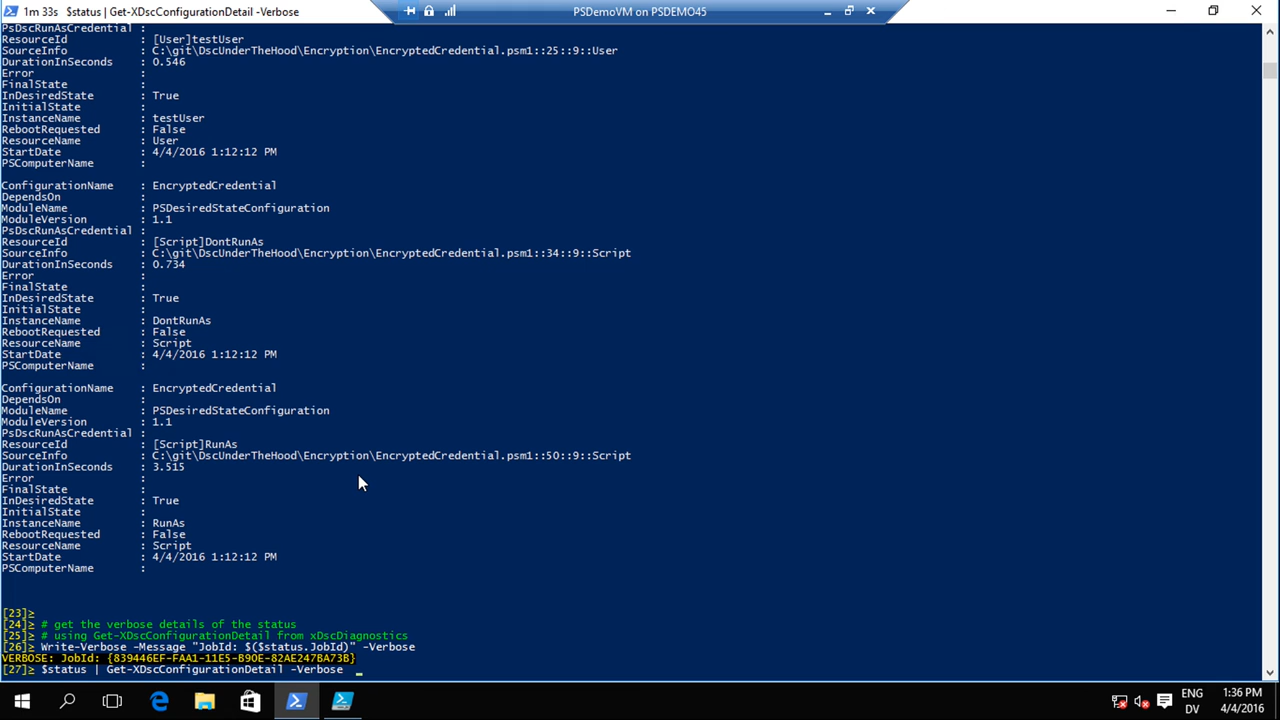 1m 33s $status | Get-XDscConfigurationDetail -Verbose
PSDemoVM on PSDEMO45
PsDscRunAsCredential :
ResourceId : [User]testUser
SourceInfo : C:\git\DscUnderTheHood\Encryption\EncryptedCredential.psm1::25::9::User
DurationInSeconds : 0.546
Error :
FinalState :
InDesiredState : True
InitialState :
InstanceName : testUser
RebootRequested : False
ResourceName : User
StartDate : 4/4/2016 1:12:12 PM
PSComputerName :
ConfigurationName : EncryptedCredential
DependsOn :
ModuleName : PSDesiredStateConfiguration
ModuleVersion : 1.1
PsDscRunAsCredential :
ResourceId : [Script]DontRunAs
SourceInfo : C:\git\DscUnderTheHood\Encryption\EncryptedCredential.psm1::34::9::Script
DurationInSeconds : 0.734
Error :
FinalState :
InDesiredState : True
InitialState :
InstanceName : DontRunAs
RebootRequested : False
ResourceName : Script
StartDate : 4/4/2016 1:12:12 PM
PSComputerName :
ConfigurationName : EncryptedCredential
DependsOn :
ModuleName : PSDesiredStateConfiguration
ModuleVersion : 1.1
PsDscRunAsCredential :
ResourceId : [Script]RunAs
SourceInfo : C:\git\DscUnderTheHood\Encryption\EncryptedCredential.psm1::50::9::Script
DurationInSeconds : 3.515
Error :
FinalState :
InDesiredState : True
InitialState :
InstanceName : RunAs
RebootRequested : False
ResourceName : Script
StartDate : 4/4/2016 1:12:12 PM
PSComputerName :
[23]>
[24]> # get the verbose details of the status
[25]> # using Get-XDscConfigurationDetail from xDscDiagnostics
[26]> Write-Verbose -Message "JobId: $($status.JobId)" -Verbose
VERBOSE: JobId: {839446EF-FAA1-11E5-B90E-82AE247BA73B}
[27]> $status | Get-XDscConfigurationDetail -Verbose _
ENG
DV
1:36 PM
4/4/2016